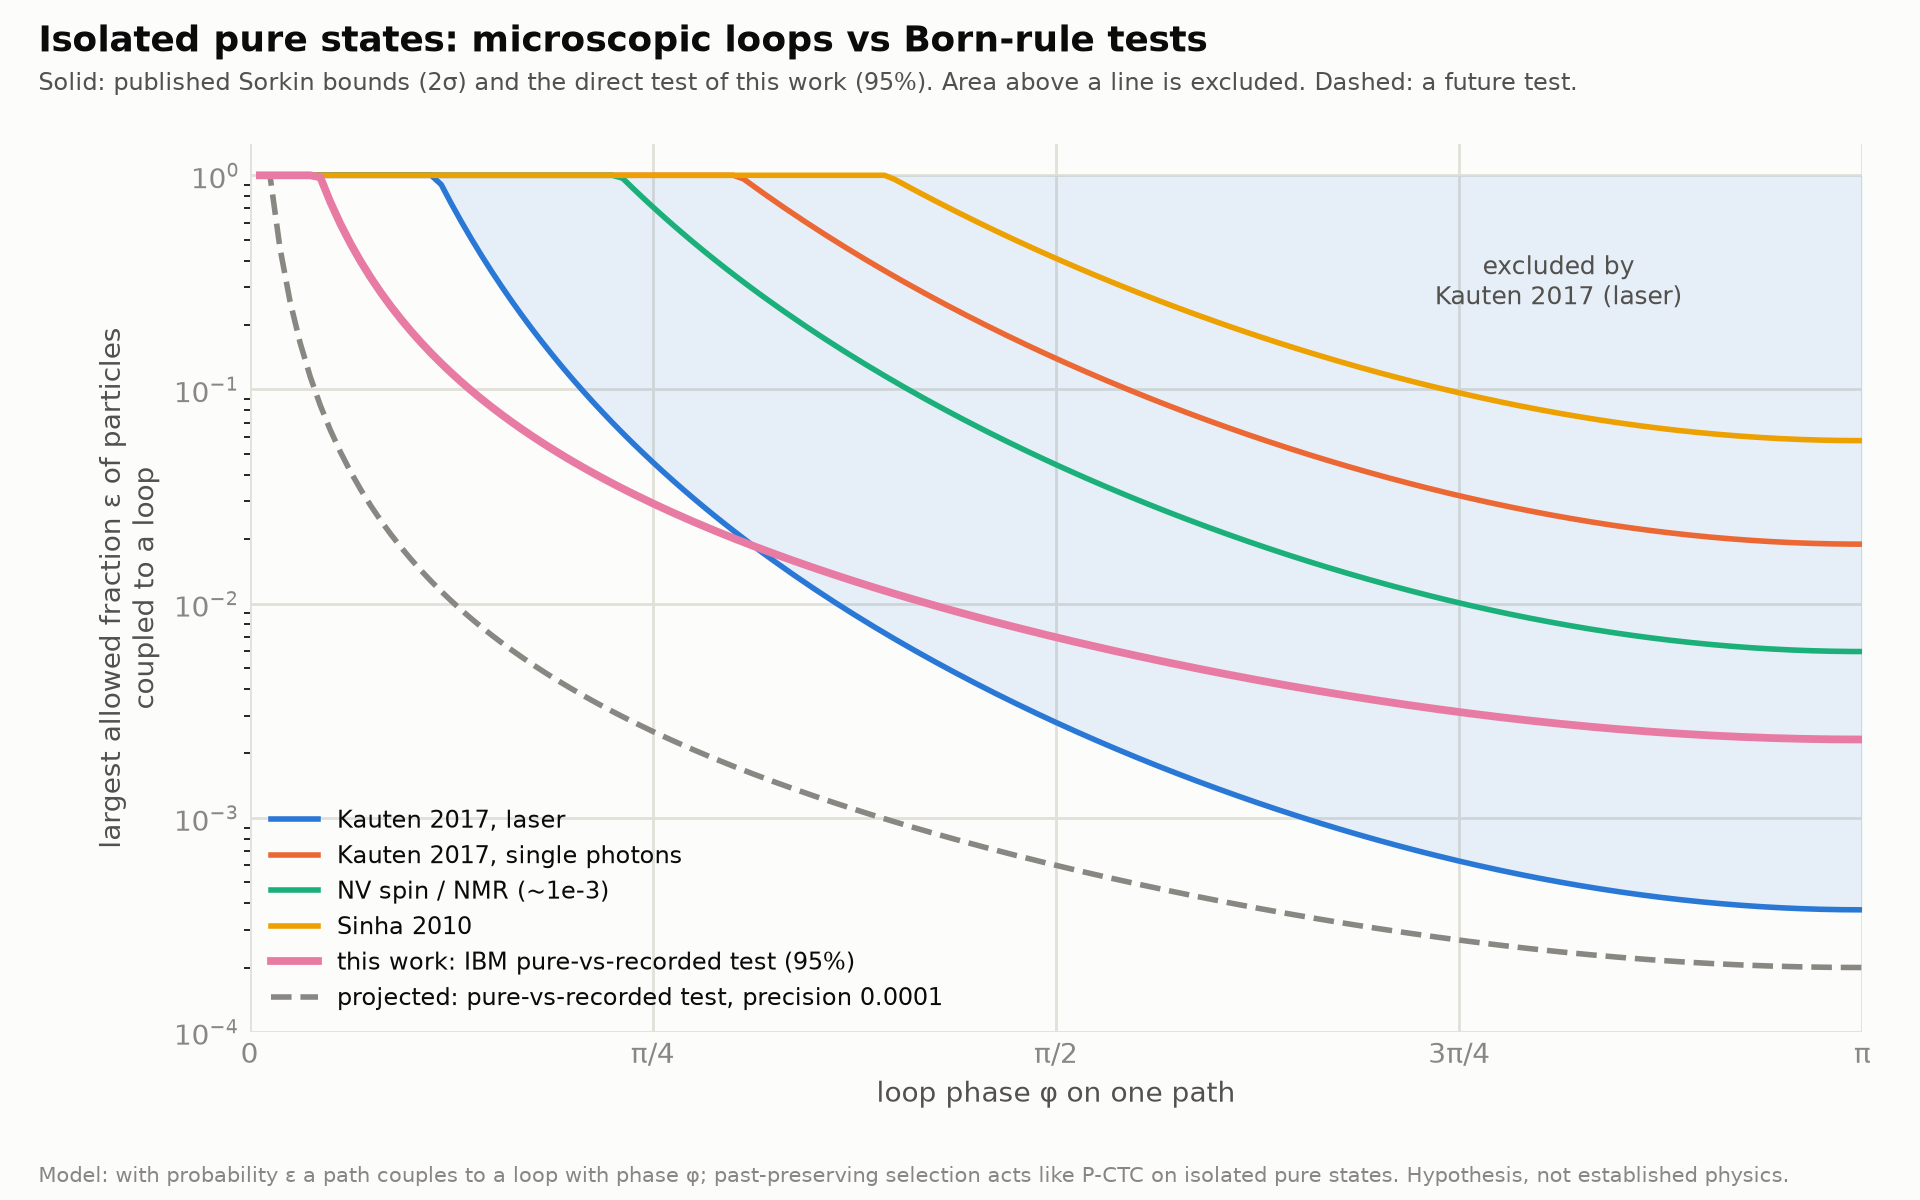 Isolated pure states: microscopic loops vs Born-rule tests
Solid: published Sorkin bounds (2σ) and the direct test of this work (95%). Area above a line is excluded. Dashed: a future test.
10⁰
10⁻¹
10⁻²
10⁻³
10⁻⁴
largest allowed fraction ε of particles
coupled to a loop
excluded by
Kauten 2017 (laser)
Kauten 2017, laser
Kauten 2017, single photons
NV spin / NMR (~1e-3)
Sinha 2010
this work: IBM pure-vs-recorded test (95%)
projected: pure-vs-recorded test, precision 0.0001
0
π/4
π/2
3π/4
π
loop phase φ on one path
Model: with probability ε a path couples to a loop with phase φ; past-preserving selection acts like P-CTC on isolated pure states. Hypothesis, not established physics.